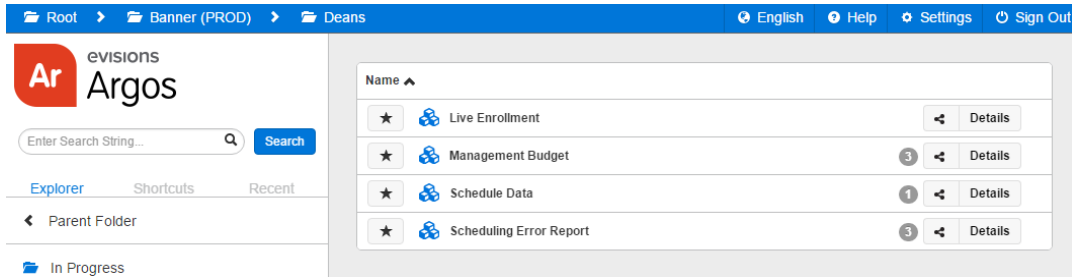 Root > Banner (PROD) > Deans English Help Settings Sign Out
Ar evisions Argos
Enter Search String... Search
Explorer Shortcuts Recent
Parent Folder
In Progress
Name
Live Enrollment Details
Management Budget 3 Details
Schedule Data 1 Details
Scheduling Error Report 3 Details